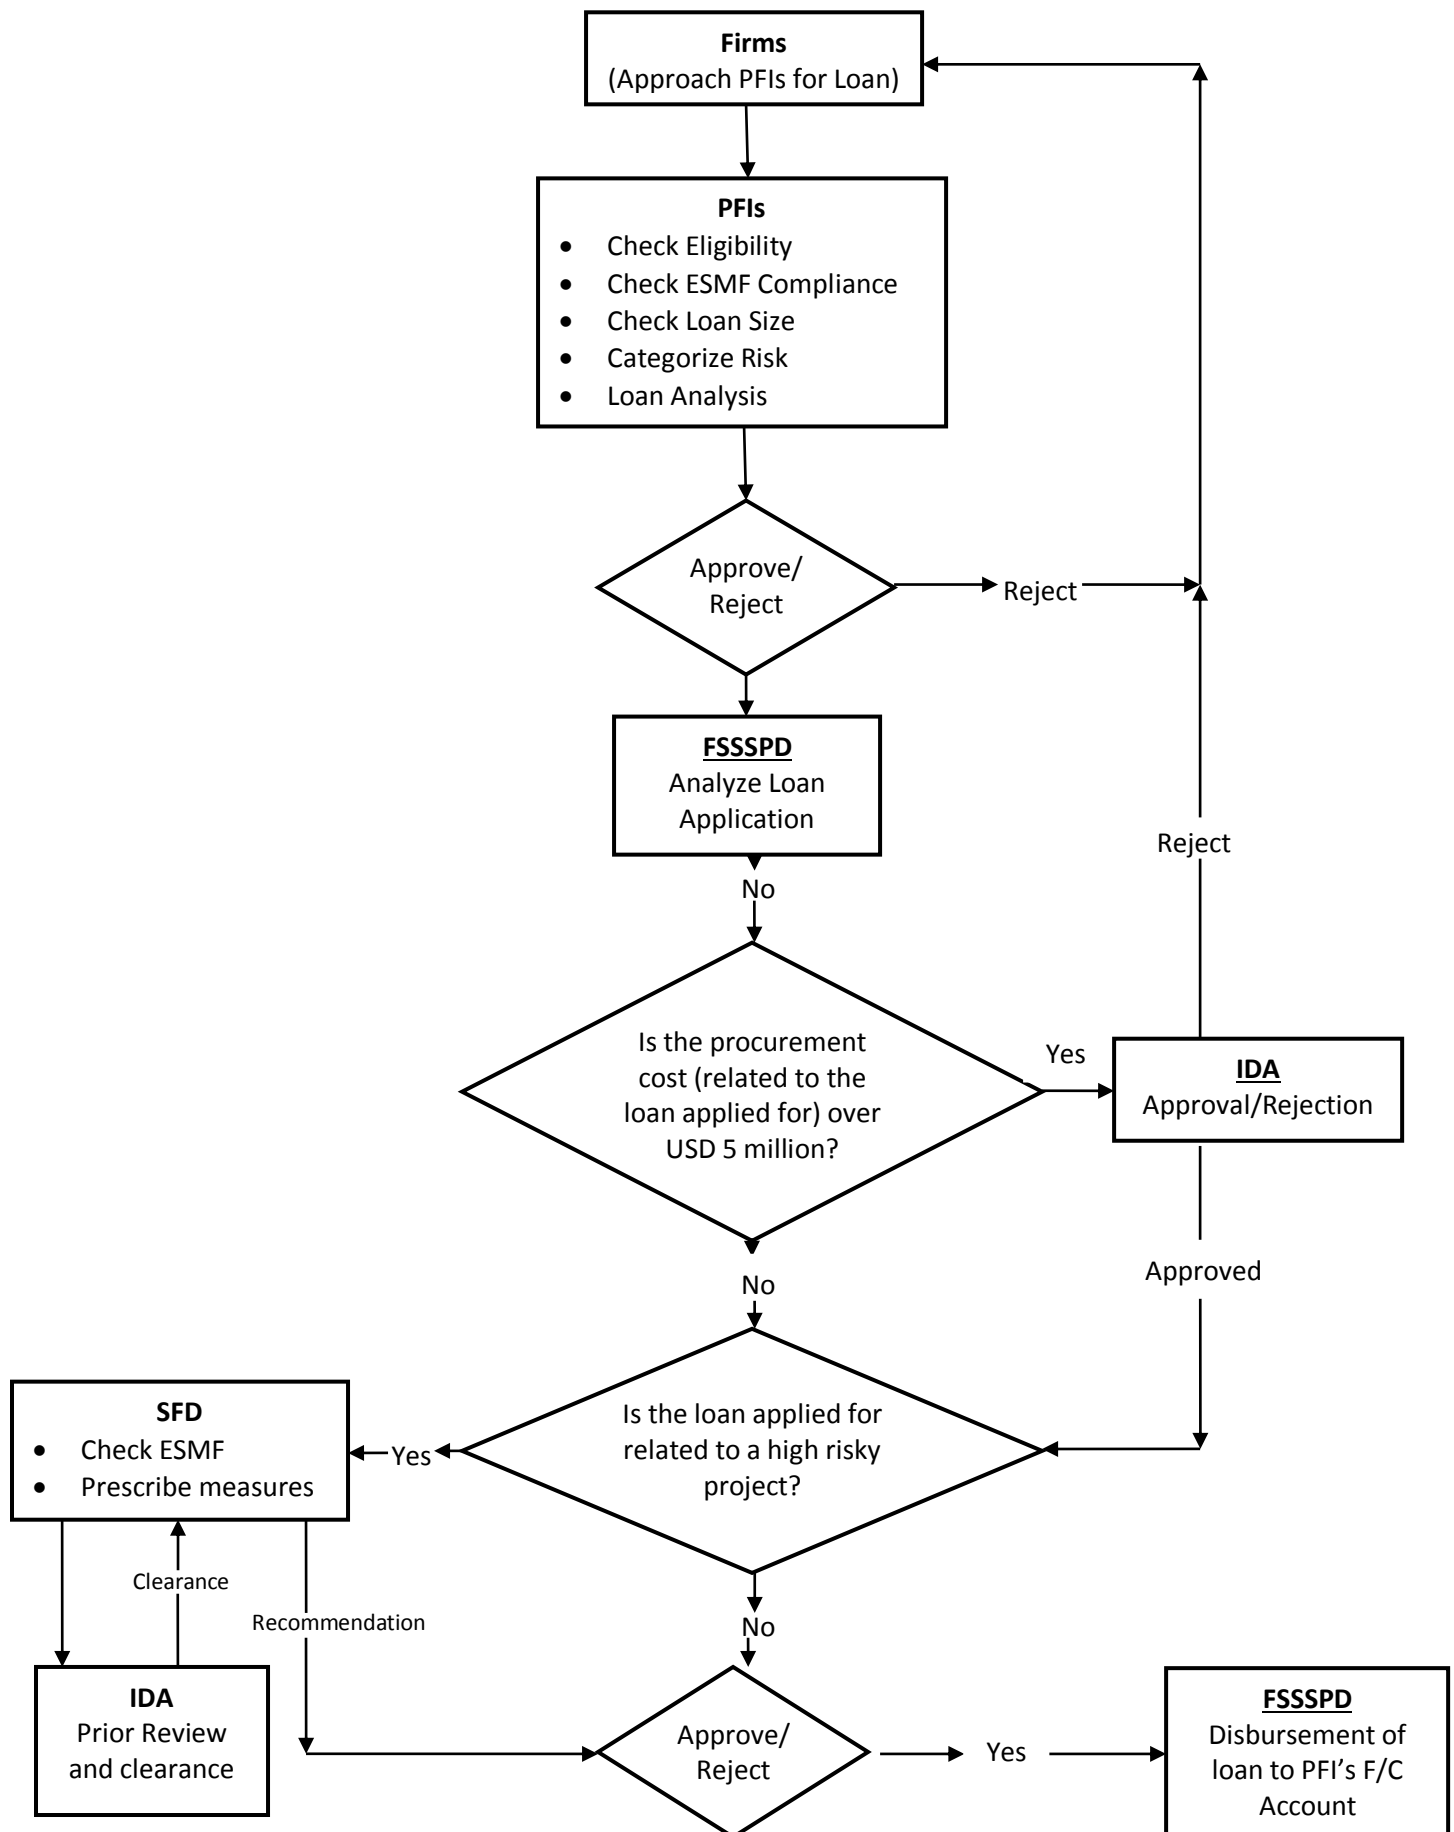 Firms
(Approach PFIs for Loan)
PFIs
• Check Eligibility
• Check ESMF Compliance
• Check Loan Size
• Categorize Risk
• Loan Analysis
Approve/
Reject
Reject
FSSSPD
Analyze Loan
Application
Reject
No
Is the procurement
cost (related to the
loan applied for) over
USD 5 million?
Yes
IDA
Approval/Rejection
Approved
No
Is the loan applied for
related to a high risky
project?
Yes
SFD
• Check ESMF
• Prescribe measures
Clearance
Recommendation
No
IDA
Prior Review
and clearance
Approve/
Reject
Yes
FSSSPD
Disbursement of
loan to PFI’s F/C
Account